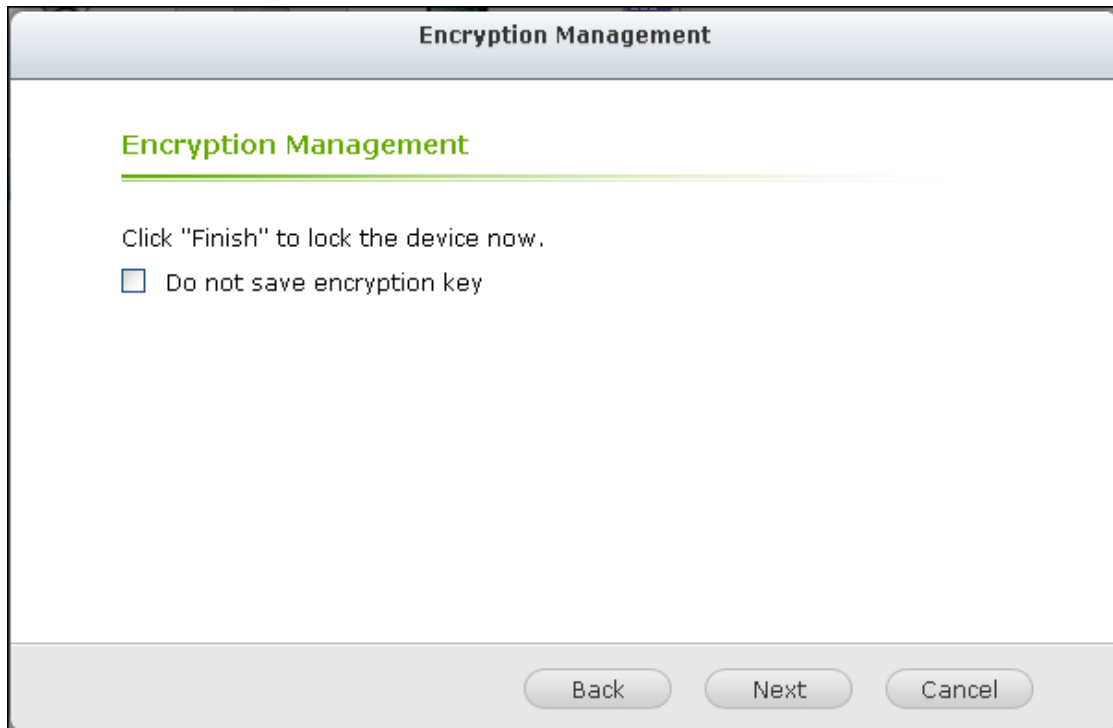 Encryption Management
Encryption Management
Click "Finish" to lock the device now.
Do not save encryption key
Back Next Cancel